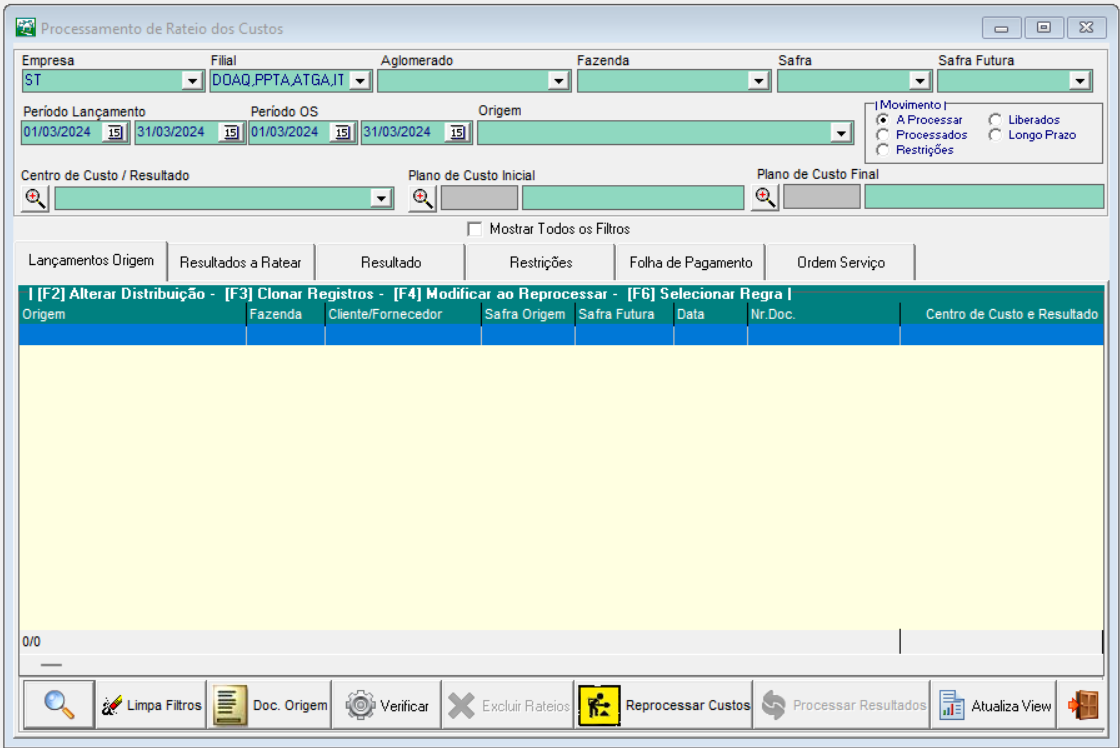 Processamento de Rateio dos Custos
Empresa Filial Aglomerado Fazenda Safra Safra Futura
ST DOAQ,PPTA,ATGA,IT
Período Lançamento Período OS Origem | Movimento |
01/03/2024 15 31/03/2024 15 01/03/2024 15 31/03/2024 15
A Processar Liberados
Processados Longo Prazo
Restrições
Centro de Custo / Resultado Plano de Custo Inicial Plano de Custo Final
Mostrar Todos os Filtros
Lançamentos Origem Resultados a Ratear Resultado Restrições Folha de Pagamento Ordem Serviço
| [F2] Alterar Distribuição - [F3] Clonar Registros - [F4] Modificar ao Reprocessar - [F6] Selecionar Regra |
Origem Fazenda Cliente/Fornecedor Safra Origem Safra Futura Data Nr.Doc. Centro de Custo e Resultado
0/0
Limpa Filtros Doc. Origem Verificar Excluir Rateios Reprocessar Custos Processar Resultados Atualiza View